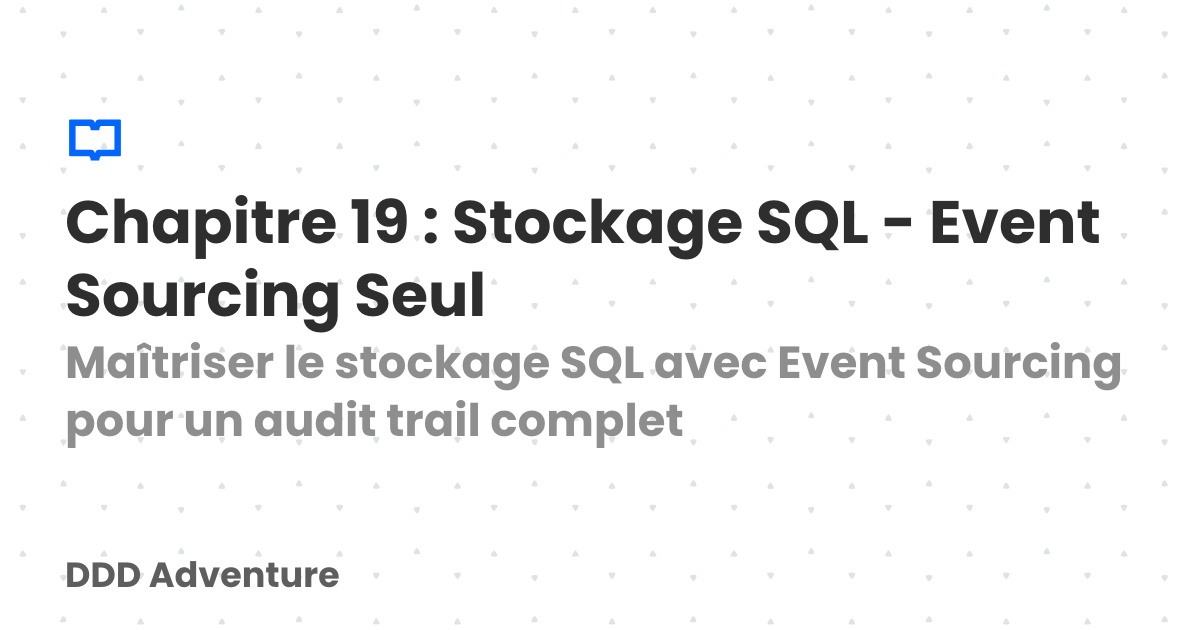 Chapitre 19 : Stockage SQL - Event
Sourcing Seul
Maîtriser le stockage SQL avec Event Sourcing
pour un audit trail complet
DDD Adventure